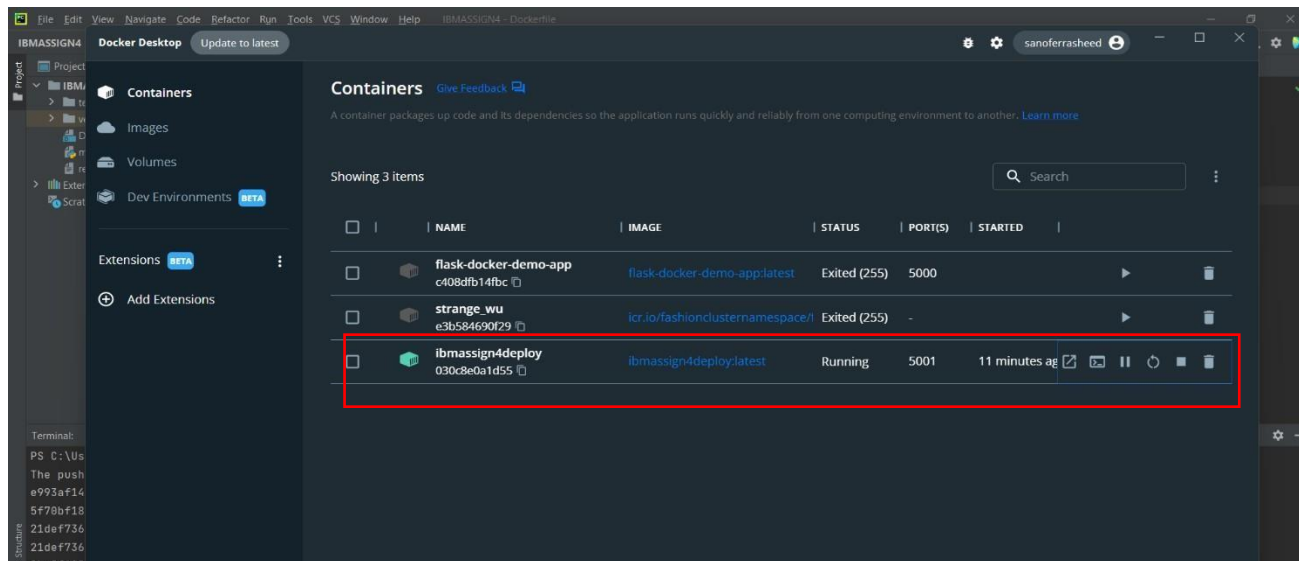 File Edit View Navigate Code Refactor Run Tools VCS Window Help IBMASSIGN4 - Dockerfile
IBMASSIGN4
Docker Desktop Update to latest sanoferrasheed
Project
Project
IBM
Containers
Images
Volumes
Dev Environments BETA
Exter
Scrat
Extensions BETA
Add Extensions
Containers Give Feedback
A container packages up code and its dependencies so the application runs quickly and reliably from one computing environment to another. Learn more
Showing 3 items
Search
NAME IMAGE STATUS PORT(S) STARTED
flask-docker-demo-app flask-docker-demo-app:latest Exited (255) 5000
c408dfb14fbc
strange_wu icr.io/fashionclusternamespace/ Exited (255) -
e3b584690f29
ibmassign4deploy ibmassign4deploy:latest Running 5001 11 minutes ag
030c8e0a1d55
Terminal:
PS C:\Us
The push
e993af14
5f70bf18
21def736
21def736
Structure